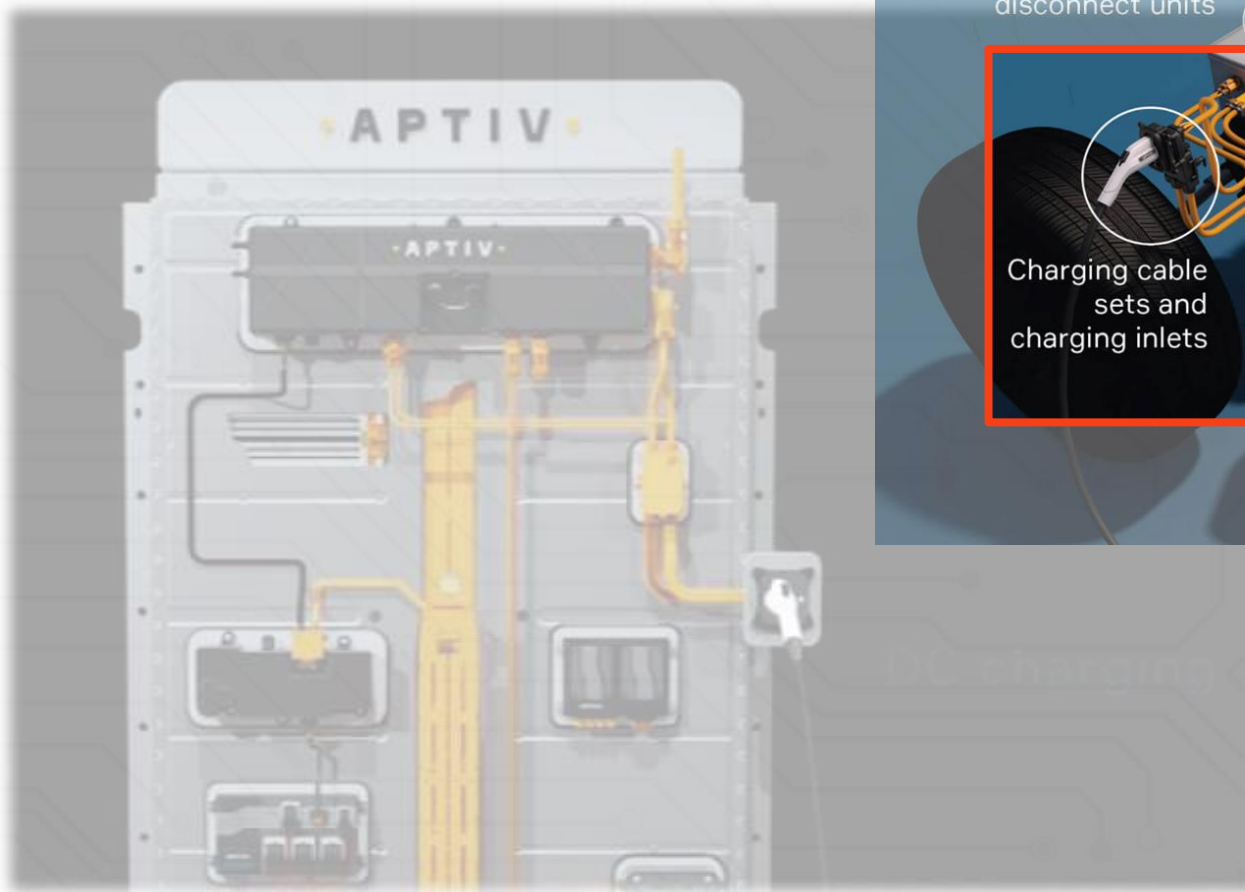 disconnect units
APTIV
APTIV
Charging cable
sets and
charging inlets
DC charging